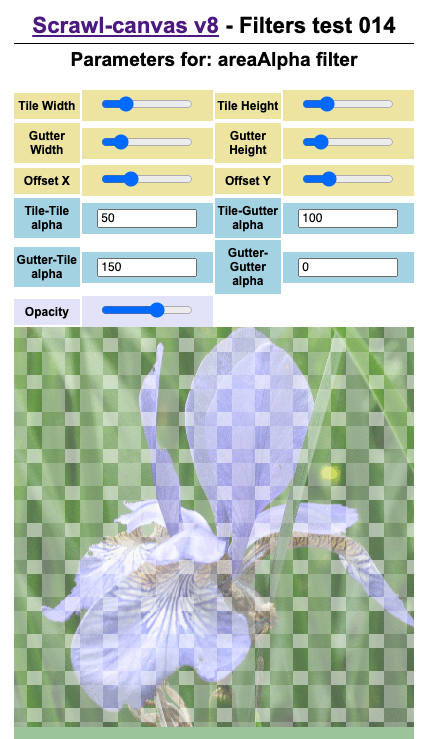 Scrawl-canvas v8 - Filters test 014
Parameters for: areaAlpha filter
Tile Width
Tile Height
Gutter
Width
Gutter
Height
Offset X
Offset Y
Tile-Tile
alpha
50
Tile-Gutter
alpha
100
Gutter-Tile
alpha
150
Gutter-
Gutter
alpha
0
Opacity